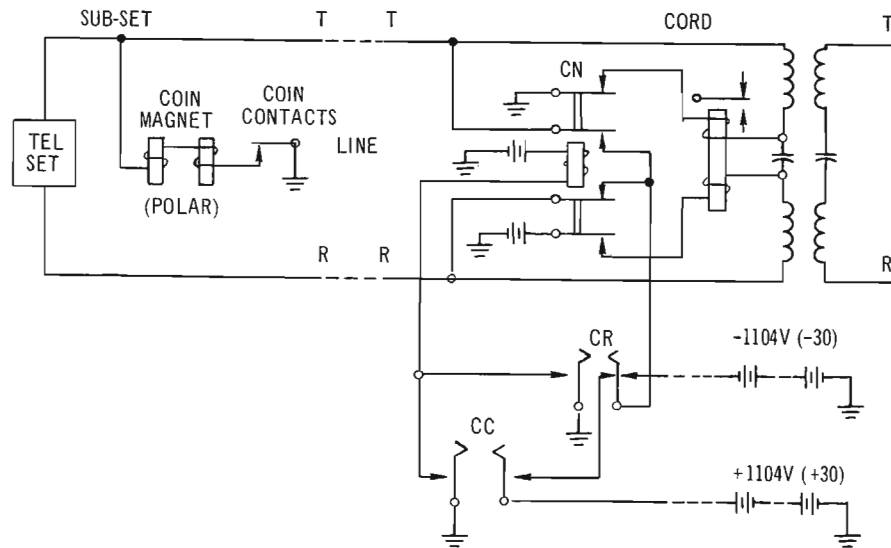 SUB-SET
T
T
CORD
T
CN
COIN
MAGNET
COIN
CONTACTS
LINE
TEL
SET
(POLAR)
R
R
R
CR
-1104V (-30)
CC
+1104V (+30)